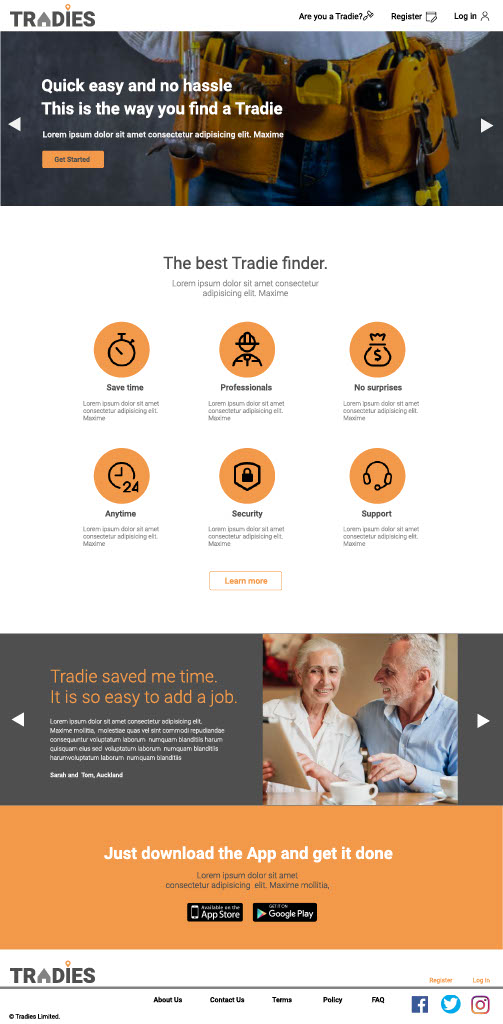 TRADIES
Are you a Tradie?
Register
Log in
Quick easy and no hassle
This is the way you find a Tradie
Lorem ipsum dolor sit amet consectetur adipisicing elit. Maxime
Get Started
The best Tradie finder.
Lorem ipsum dolor sit amet consectetur
adipisicing elit. Maxime
Save time
Lorem ipsum dolor sit amet
consectetur adipisicing elit.
Maxime
Professionals
Lorem ipsum dolor sit amet
consectetur adipisicing elit.
Maxime
No surprises
Lorem ipsum dolor sit amet
consectetur adipisicing elit.
Maxime
24
Anytime
Lorem ipsum dolor sit amet
consectetur adipisicing elit.
Maxime
Security
Lorem ipsum dolor sit amet
consectetur adipisicing elit.
Maxime
Support
Lorem ipsum dolor sit amet
consectetur adipisicing elit.
Maxime
Learn more
Tradie saved me time.
It is so easy to add a job.
Lorem ipsum dolor sit amet consectetur adipisicing elit.
Maxime mollitia, molestiae quas vel sint commodi repudiandae
consequuntur voluptatum laborum numquam blanditiis harum
quisquam eius sed voluptatum laborum numquam blanditiis
harumvoluptatum laborum numquam blanditiis
Sarah and Tom, Auckland
Just download the App and get it done
Lorem ipsum dolor sit amet
consectetur adipisicing elit. Maxime mollitia,
Available on the
App Store
GET IT ON
Google Play
TRADIES
Register
Log in
About Us
Contact Us
Terms
Policy
FAQ
© Tradies Limited.